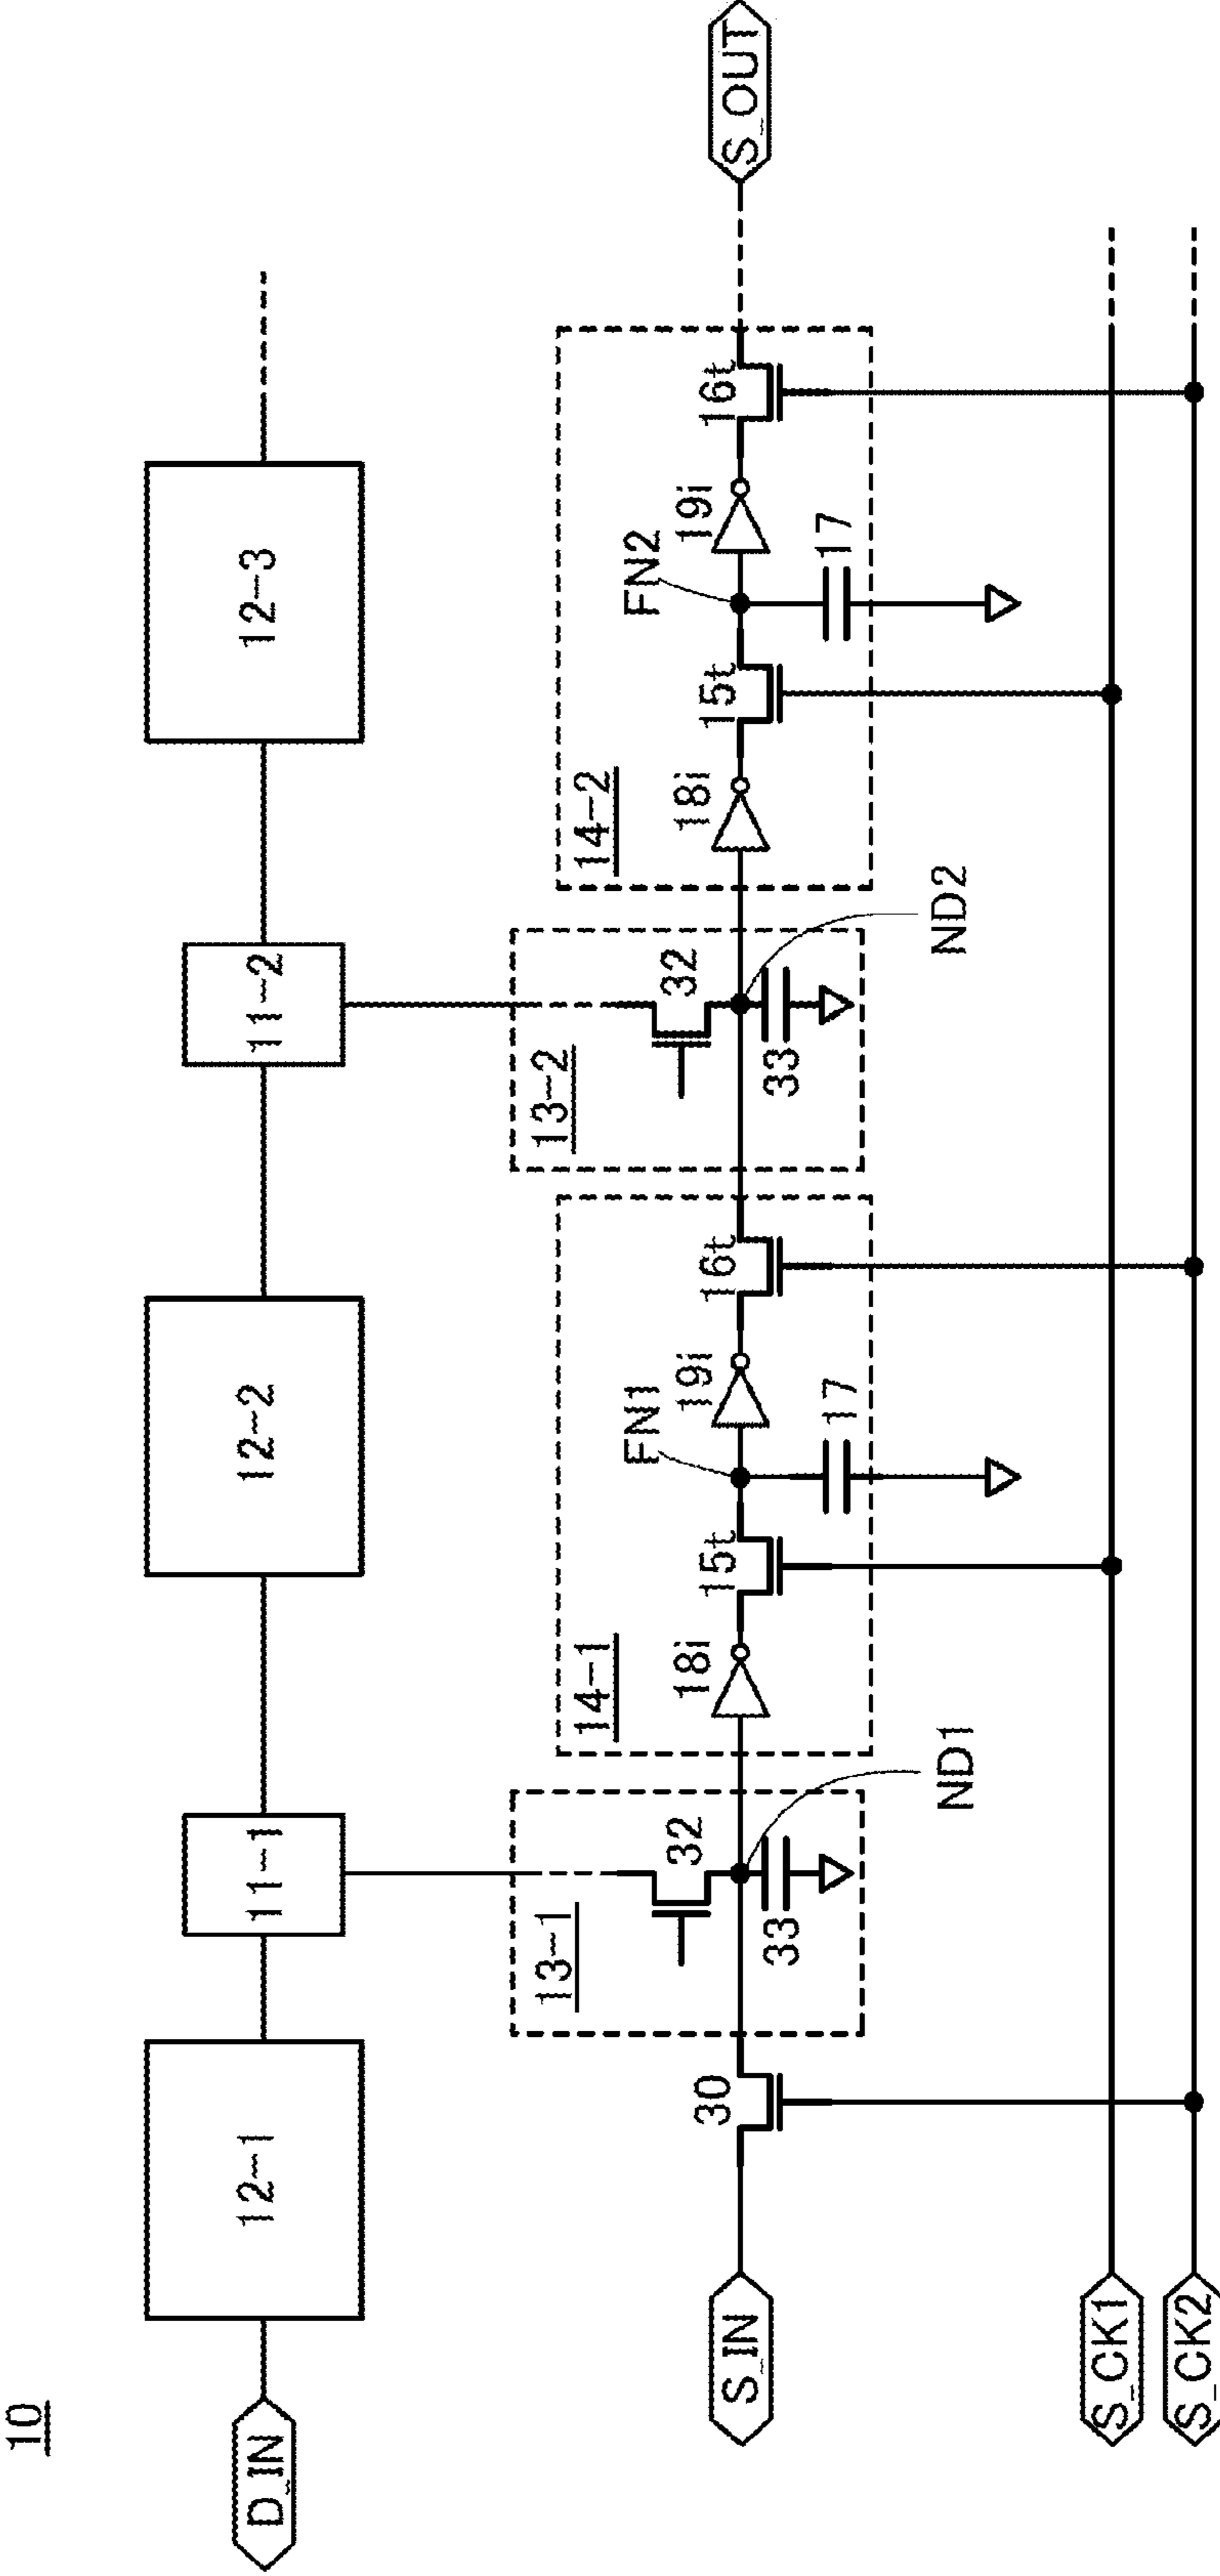 10
D_IN
12-1
11-1
12-2
11-2
12-3
13-1
32
33
ND1
14-1
18i
15t
FN1
17
19i
16t
13-2
32
33
ND2
14-2
18i
15t
FN2
17
19i
16t
S_IN
30
S_OUT
S_CK1
S_CK2